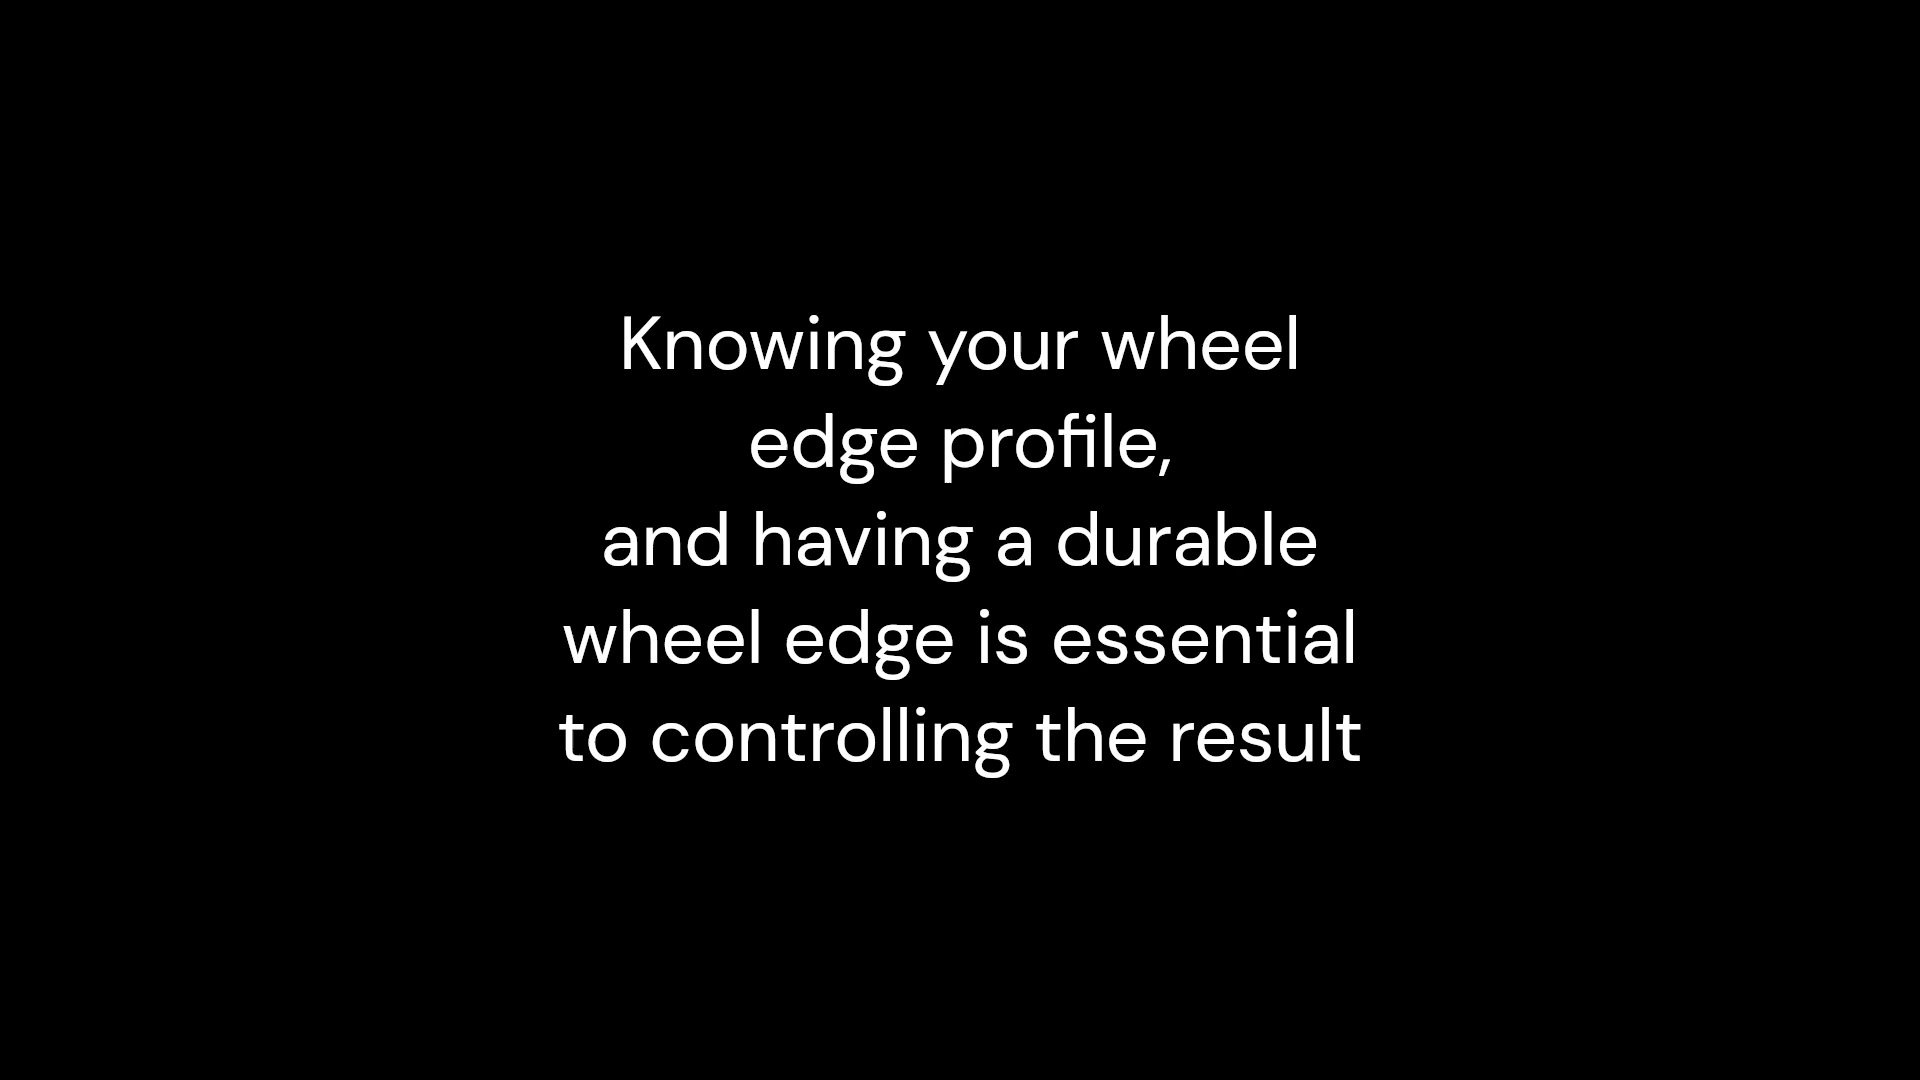 Knowing your wheel
edge profile,
and having a durable
wheel edge is essential
to controlling the result